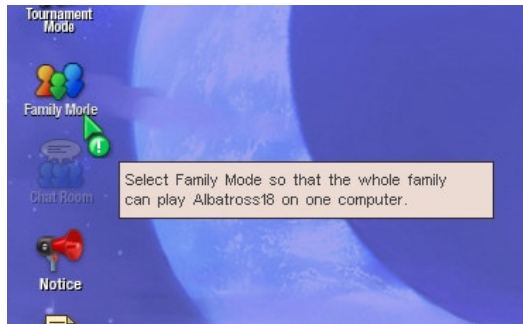 Tournament
Mode
Family Mode
Chat Room
Select Family Mode so that the whole family
can play Albatross18 on one computer.
Notice